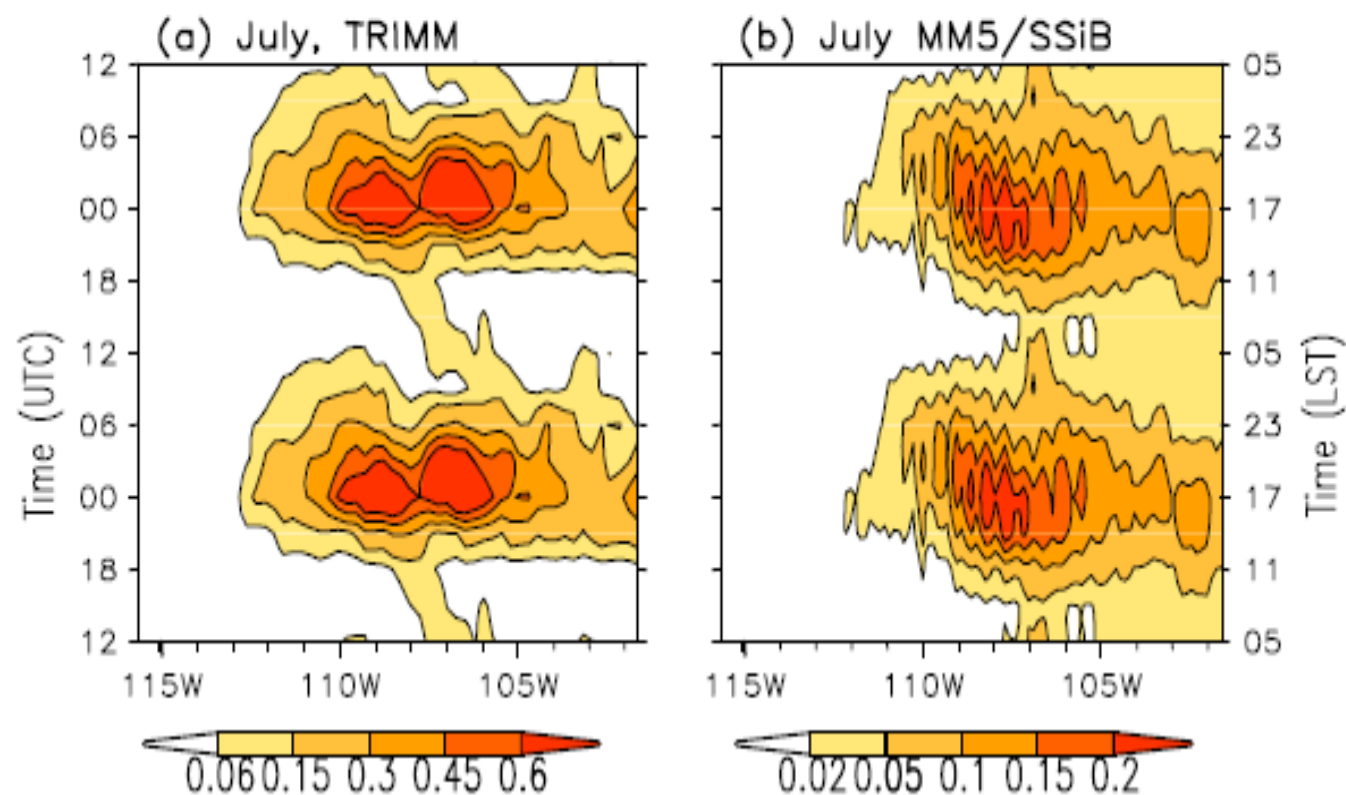 (a) July, TRIMM
(b) July MM5/SSiB
12
06
00
18
12
06
00
18
12
Time (UTC)
05
23
17
11
05
23
17
11
05
Time (LST)
115W 110W 105W
115W 110W 105W
0.06 0.15 0.3 0.45 0.6
0.02 0.05 0.1 0.15 0.2